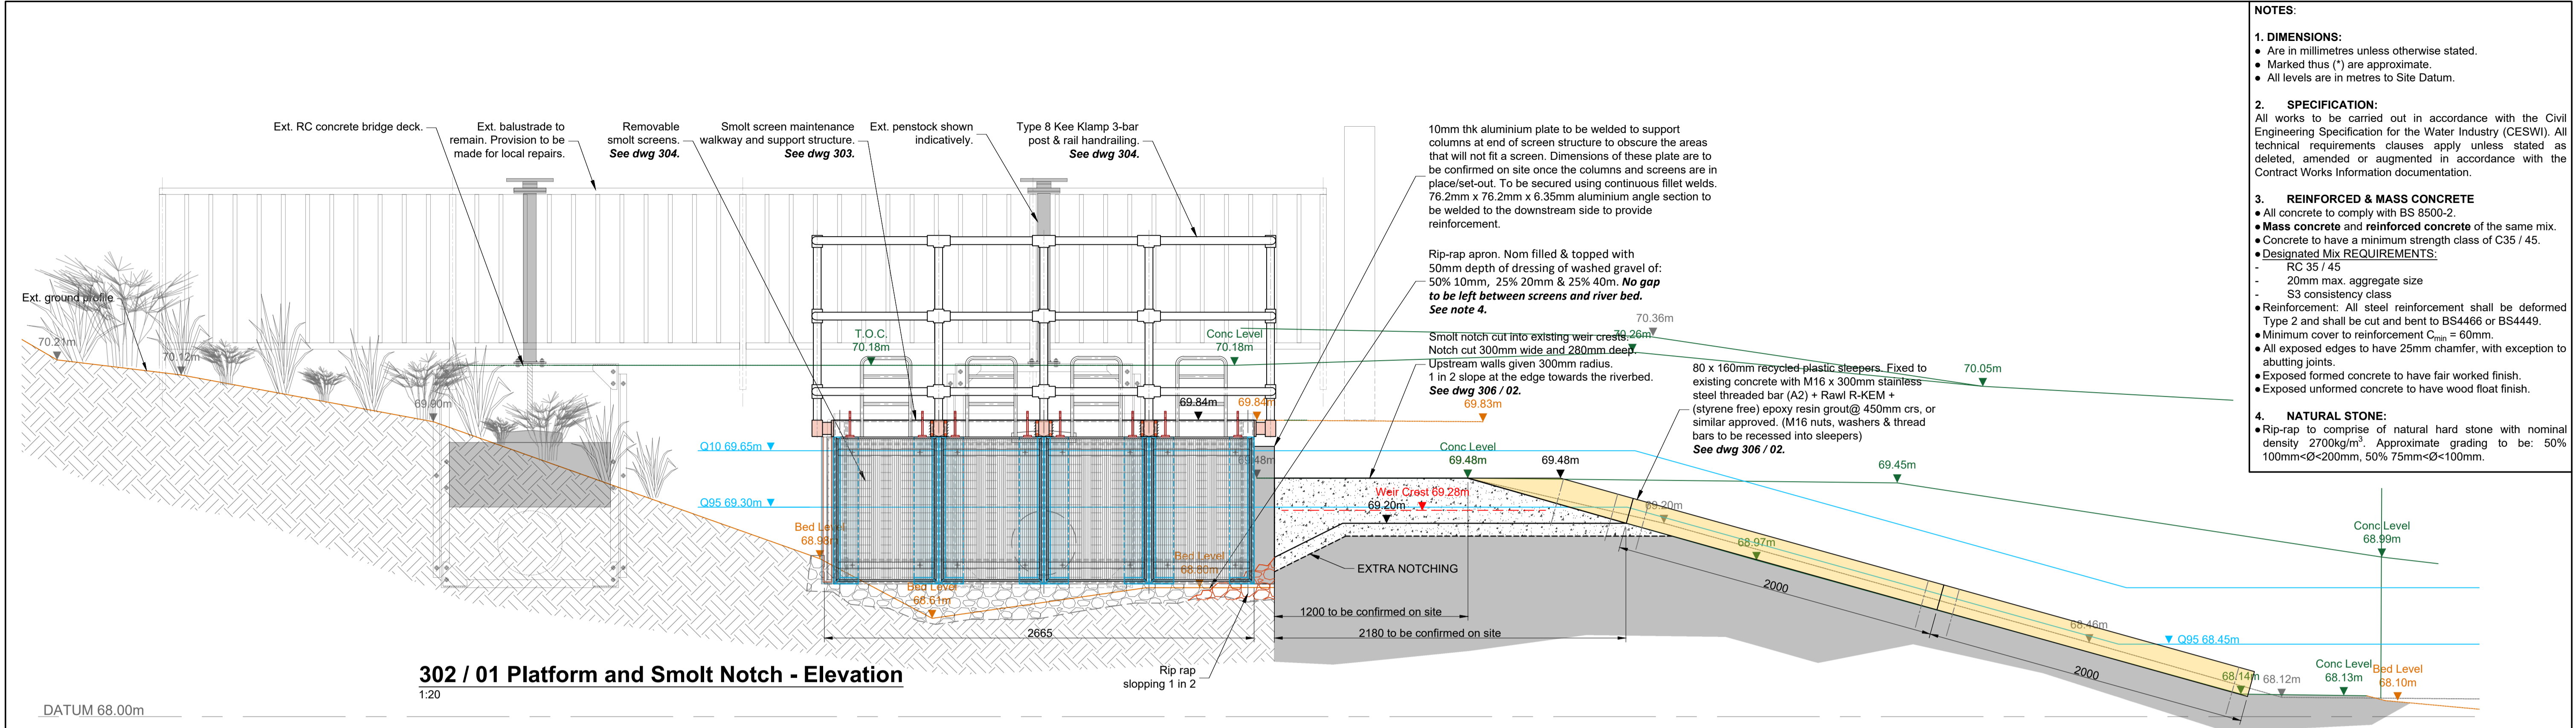 NOTES:
1. DIMENSIONS:
● Are in millimetres unless otherwise stated.
● Marked thus (*) are approximate.
● All levels are in metres to Site Datum.
2. SPECIFICATION:
All works to be carried out in accordance with the Civil
Engineering Specification for the Water Industry (CESWI). All
technical requirements clauses apply unless stated as
deleted, amended or augmented in accordance with the
Contract Works Information documentation.
3. REINFORCED & MASS CONCRETE
● All concrete to comply with BS 8500-2.
● Mass concrete and reinforced concrete of the same mix.
● Concrete to have a minimum strength class of C35 / 45.
● Designated Mix REQUIREMENTS:
- RC 35 / 45
- 20mm max. aggregate size
- S3 consistency class
● Reinforcement: All steel reinforcement shall be deformed
Type 2 and shall be cut and bent to BS4466 or BS4449.
● Minimum cover to reinforcement Cmin = 60mm.
● All exposed edges to have 25mm chamfer, with exception to
abutting joints.
● Exposed formed concrete to have fair worked finish.
● Exposed unformed concrete to have wood float finish.
4. NATURAL STONE:
● Rip-rap to comprise of natural hard stone with nominal
density 2700kg/m³. Approximate grading to be: 50%
100mm<Ø<200mm, 50% 75mm<Ø<100mm.
Ext. RC concrete bridge deck.
Ext. balustrade to
remain. Provision to be
made for local repairs.
Removable
smolt screens.
See dwg 304.
Smolt screen maintenance
walkway and support structure.
See dwg 303.
Ext. penstock shown
indicatively.
Type 8 Kee Klamp 3-bar
post & rail handrailing.
See dwg 304.
10mm thk aluminium plate to be welded to support
columns at end of screen structure to obscure the areas
that will not fit a screen. Dimensions of these plate are to
be confirmed on site once the columns and screens are in
place/set-out. To be secured using continuous fillet welds.
76.2mm x 76.2mm x 6.35mm aluminium angle section to
be welded to the downstream side to provide
reinforcement.
Rip-rap apron. Nom filled & topped with
50mm depth of dressing of washed gravel of:
50% 10mm, 25% 20mm & 25% 40m. No gap
to be left between screens and river bed.
See note 4.
Smolt notch cut into existing weir crests.
Notch cut 300mm wide and 280mm deep.
Upstream walls given 300mm radius.
1 in 2 slope at the edge towards the riverbed.
See dwg 306 / 02.
80 x 160mm recycled plastic sleepers. Fixed to
existing concrete with M16 x 300mm stainless
steel threaded bar (A2) + Rawl R-KEM +
(styrene free) epoxy resin grout@ 450mm crs, or
similar approved. (M16 nuts, washers & thread
bars to be recessed into sleepers)
See dwg 306 / 02.
Ext. ground profile
70.21m
70.12m
69.90m
T.O.C.
70.18m
Conc Level
70.18m
70.36m
70.26m
70.05m
69.84m
69.84m
69.83m
Q10 69.65m
Q95 69.30m
69.48m
Conc Level
69.48m
69.48m
69.45m
Weir Crest 69.28m
69.20m
69.20m
Bed Level
68.98m
Bed Level
68.61m
Bed Level
68.80m
68.97m
Conc Level
68.99m
EXTRA NOTCHING
1200 to be confirmed on site
2180 to be confirmed on site
2665
2000
2000
68.46m
Q95 68.45m
68.14m
68.12m
Conc Level
68.13m
Bed Level
68.10m
Rip rap
slopping 1 in 2
302 / 01 Platform and Smolt Notch - Elevation
1:20
DATUM 68.00m